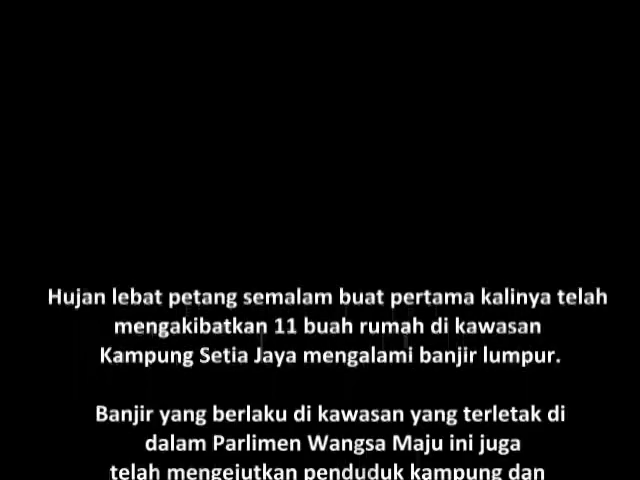 Hujan lebat petang semalam buat pertama kalinya telah
mengakibatkan 11 buah rumah di kawasan
Kampung Setia Jaya mengalami banjir lumpur.
Banjir yang berlaku di kawasan yang terletak di
dalam Parlimen Wangsa Maju ini juga
telah mengejutkan penduduk kampung dan